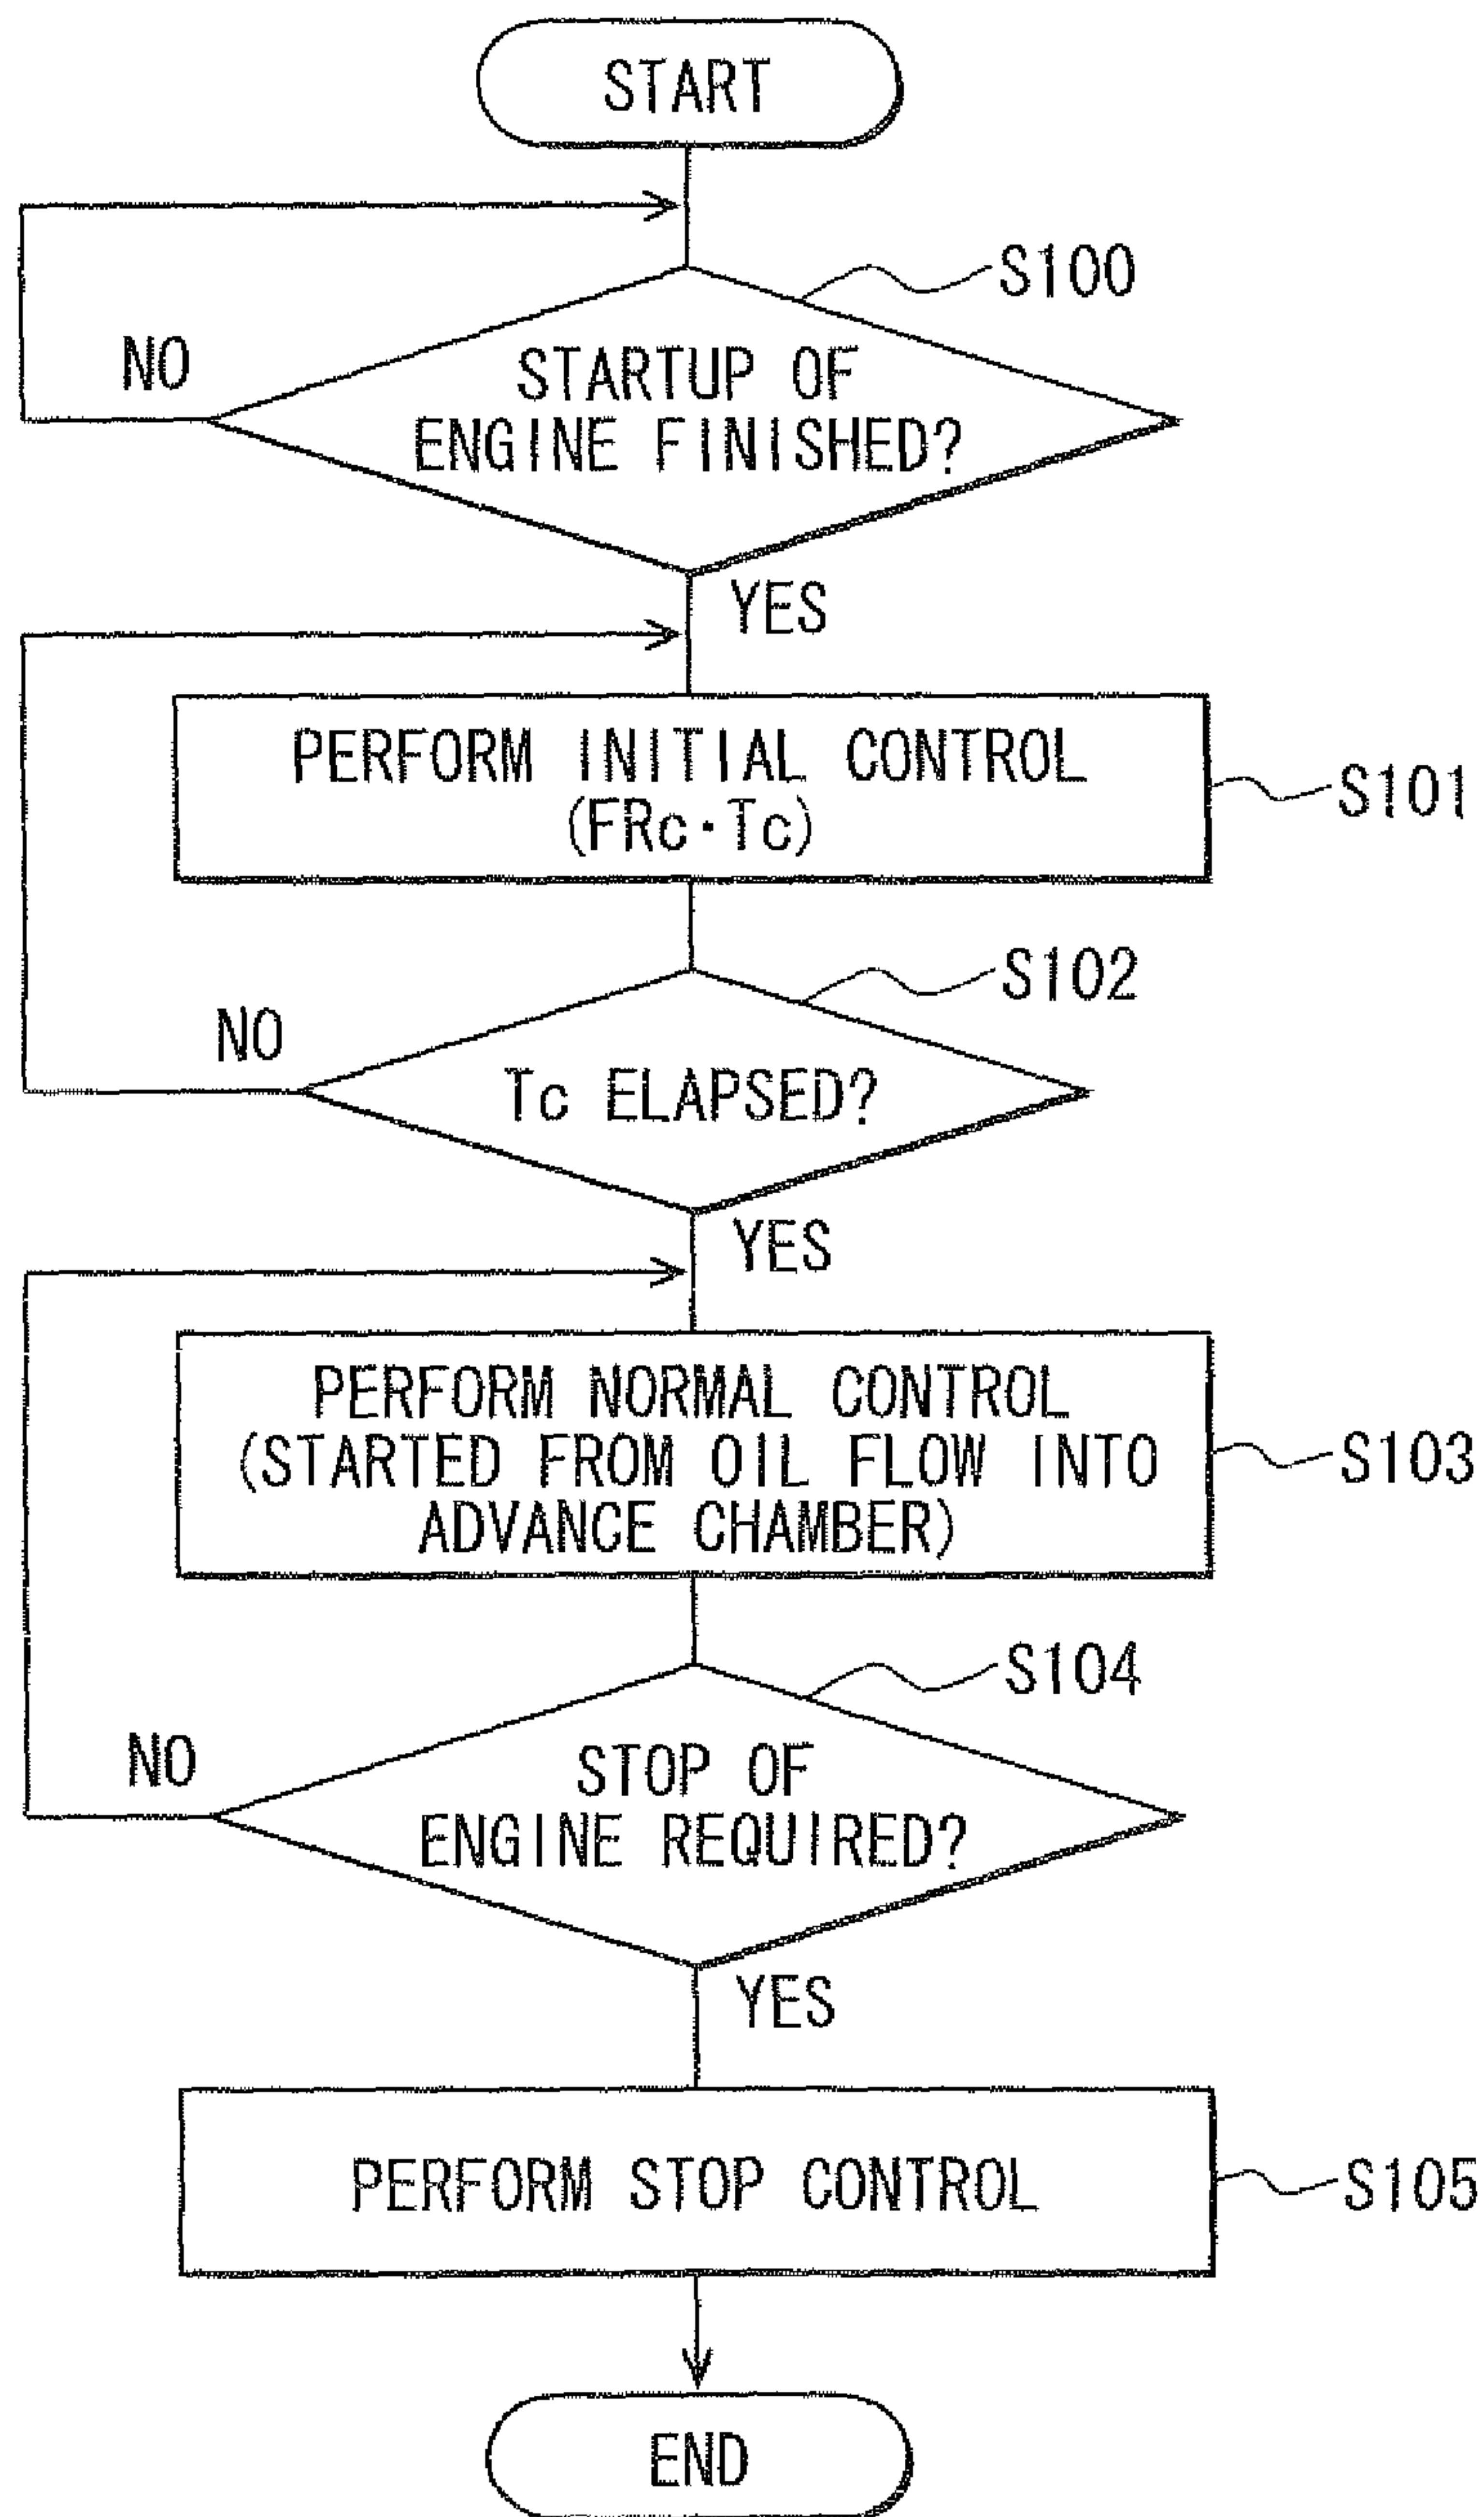 START
S100
NO
STARTUP OF
ENGINE FINISHED?
YES
PERFORM INITIAL CONTROL
(FRc·Tc)
S101
S102
NO
Tc ELAPSED?
YES
PERFORM NORMAL CONTROL
(STARTED FROM OIL FLOW INTO
ADVANCE CHAMBER)
S103
S104
NO
STOP OF
ENGINE REQUIRED?
YES
PERFORM STOP CONTROL
S105
END